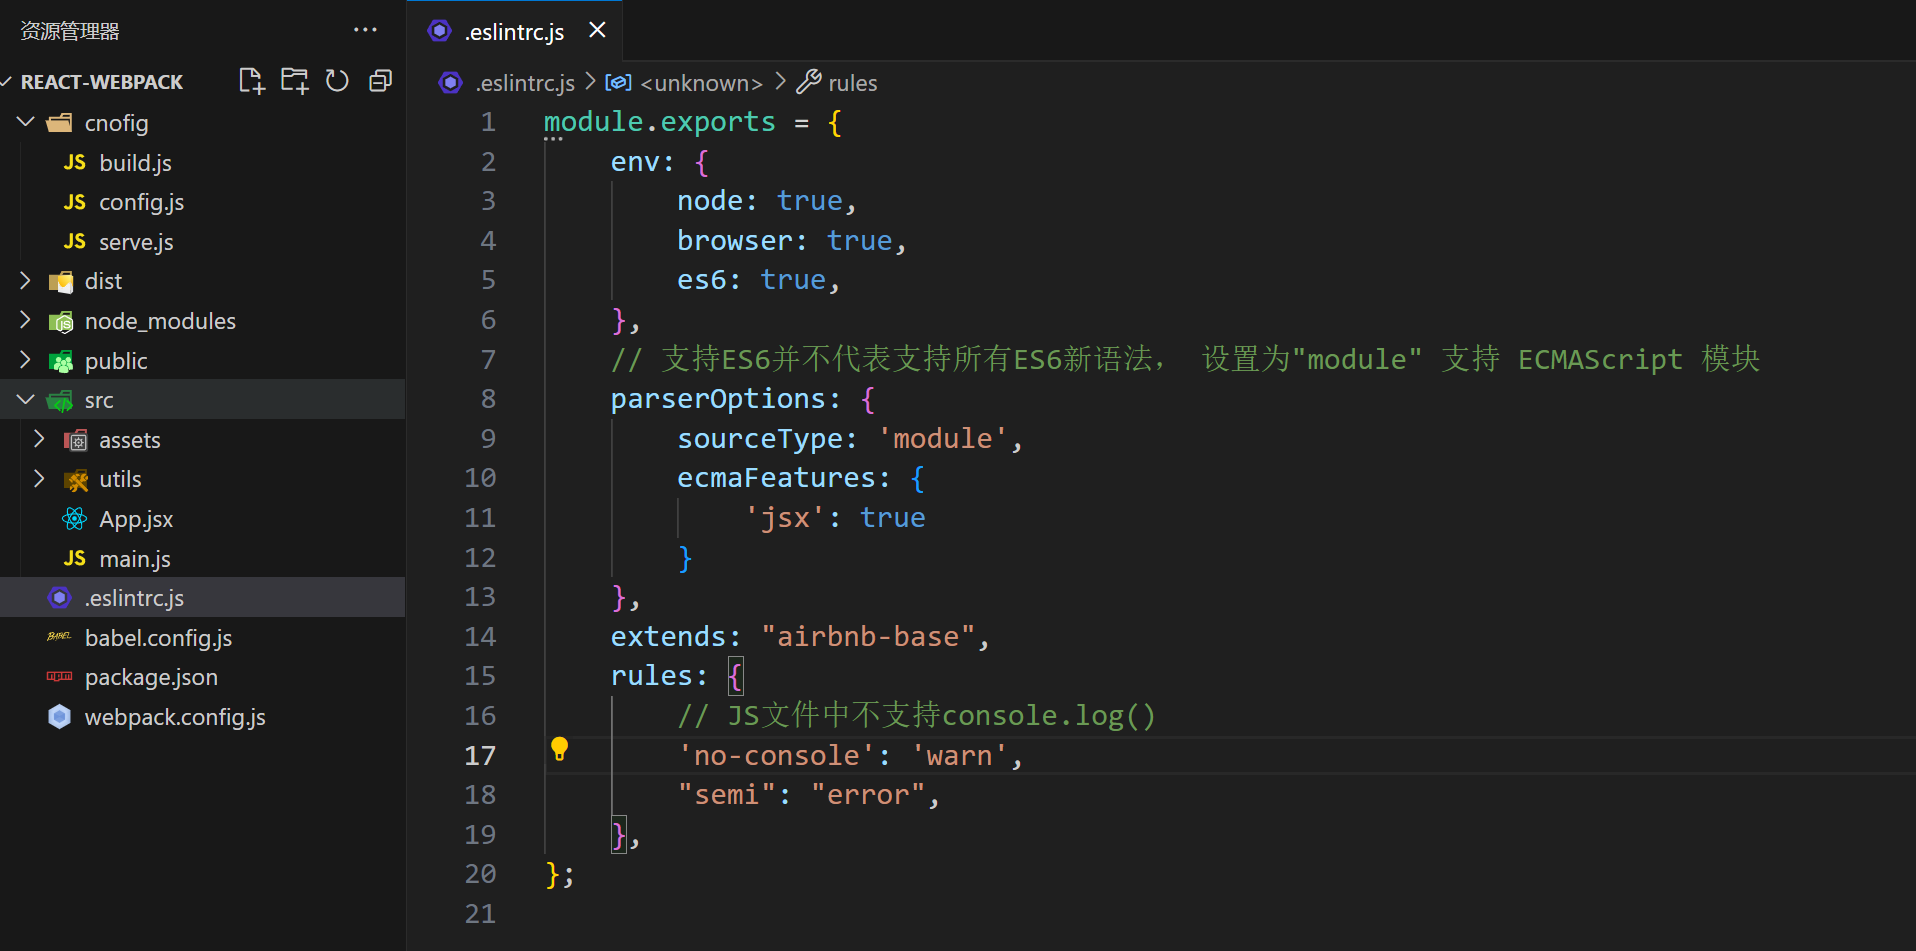 资源管理器
REACT-WEBPACK
cnofig
JS build.js
JS config.js
JS serve.js
dist
node_modules
public
src
assets
utils
App.jsx
JS main.js
.eslintrc.js
BABEL babel.config.js
npm package.json
webpack.config.js
.eslintrc.js
.eslintrc.js > <unknown> > rules
1 module.exports = {
2 env: {
3 node: true,
4 browser: true,
5 es6: true,
6 },
7 // 支持ES6并不代表支持所有ES6新语法， 设置为"module" 支持 ECMAScript 模块
8 parserOptions: {
9 sourceType: 'module',
10 ecmaFeatures: {
11 'jsx': true
12 }
13 },
14 extends: "airbnb-base",
15 rules: {
16 // JS文件中不支持console.log()
17 'no-console': 'warn',
18 "semi": "error",
19 },
20 };
21